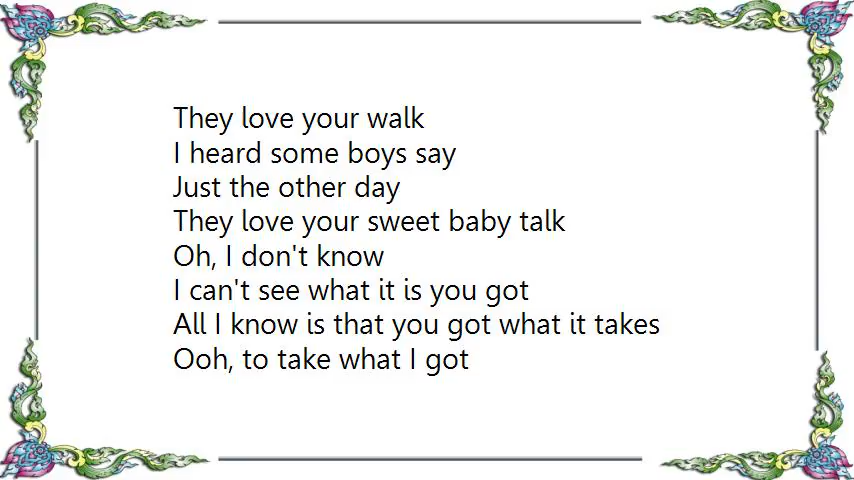 They love your walk
I heard some boys say
Just the other day
They love your sweet baby talk
Oh, I don't know
I can't see what it is you got
All I know is that you got what it takes
Ooh, to take what I got